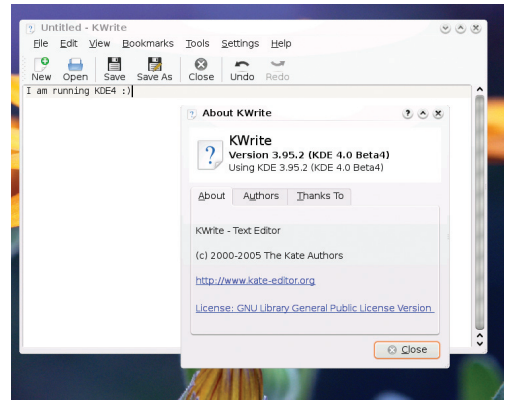 Untitled - KWrite
File Edit View Bookmarks Tools Settings Help
New Open Save Save As Close Undo Redo
I am running KDE4 :)
About KWrite
KWrite
Version 3.95.2 (KDE 4.0 Beta4)
Using KDE 3.95.2 (KDE 4.0 Beta4)
About Authors Thanks To
KWrite - Text Editor
(c) 2000-2005 The Kate Authors
http://www.kate-editor.org
License: GNU Library General Public License Version
Close